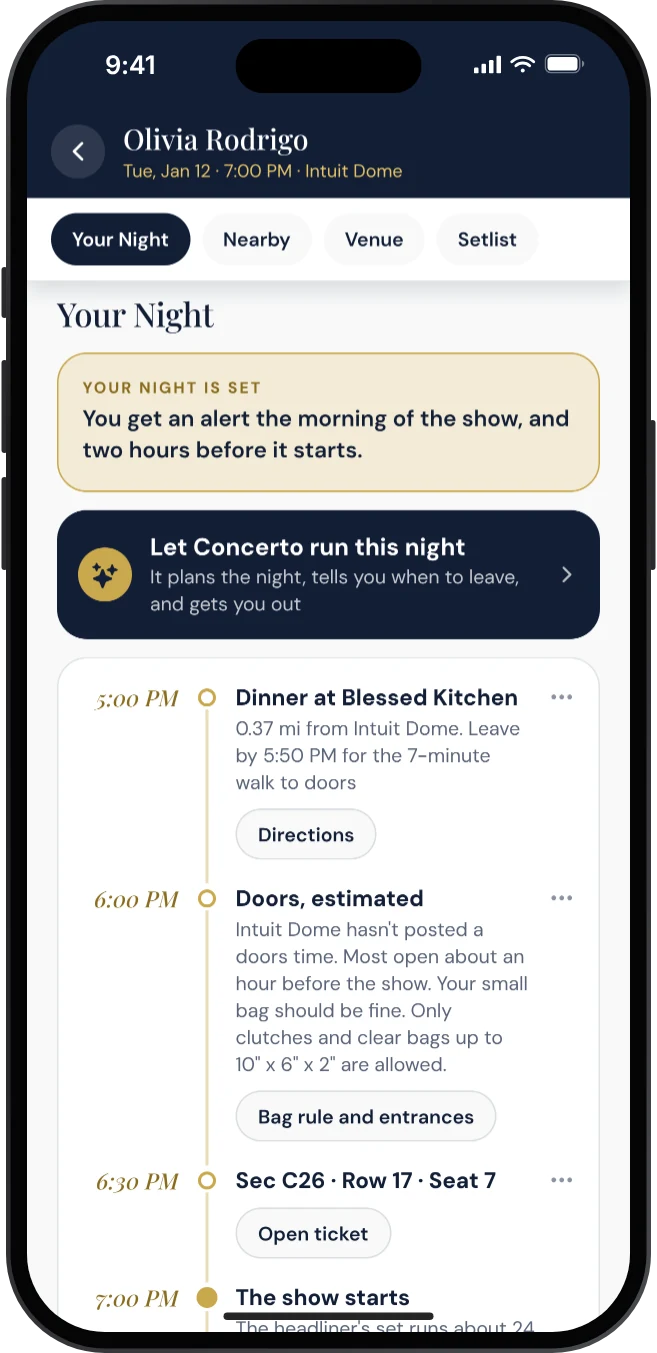 9:41
Olivia Rodrigo
Tue, Jan 12 · 7:00 PM · Intuit Dome
Your Night
Nearby
Venue
Setlist
Your Night
YOUR NIGHT IS SET
You get an alert the morning of the show, and
two hours before it starts.
Let Concerto run this night
It plans the night, tells you when to leave,
and gets you out
5:00 PM
Dinner at Blessed Kitchen
0.37 mi from Intuit Dome. Leave
by 5:50 PM for the 7-minute
walk to doors
Directions
6:00 PM
Doors, estimated
Intuit Dome hasn't posted a
doors time. Most open about an
hour before the show. Your small
bag should be fine. Only
clutches and clear bags up to
10" x 6" x 2" are allowed.
Bag rule and entrances
6:30 PM
Sec C26 · Row 17 · Seat 7
Open ticket
7:00 PM
The show starts
The headliner's set runs about 24